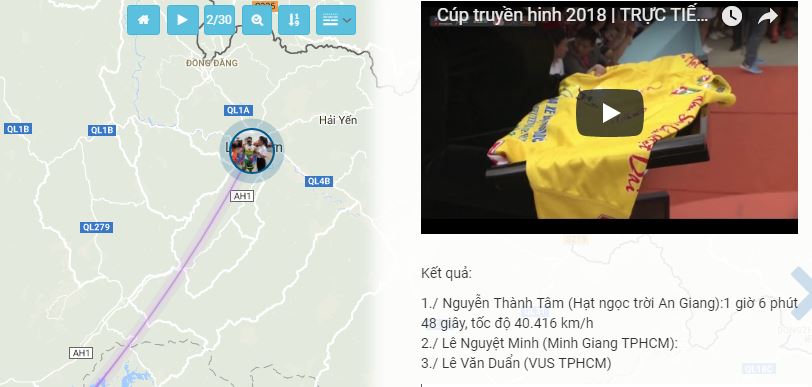 2/30
ĐỒNG ĐĂNG
QL1A
Hải Yến
QL1B
QL1B
QL4B
AH1
QL279
AH1
Cúp truyền hinh 2018 | TRỰC TIẾ...
Kết quả:
1./ Nguyễn Thành Tâm (Hạt ngọc trời An Giang):1 giờ 6 phút
48 giây, tốc độ 40.416 km/h
2./ Lê Nguyệt Minh (Minh Giang TPHCM):
3./ Lê Văn Duẩn (VUS TPHCM)
QL18C